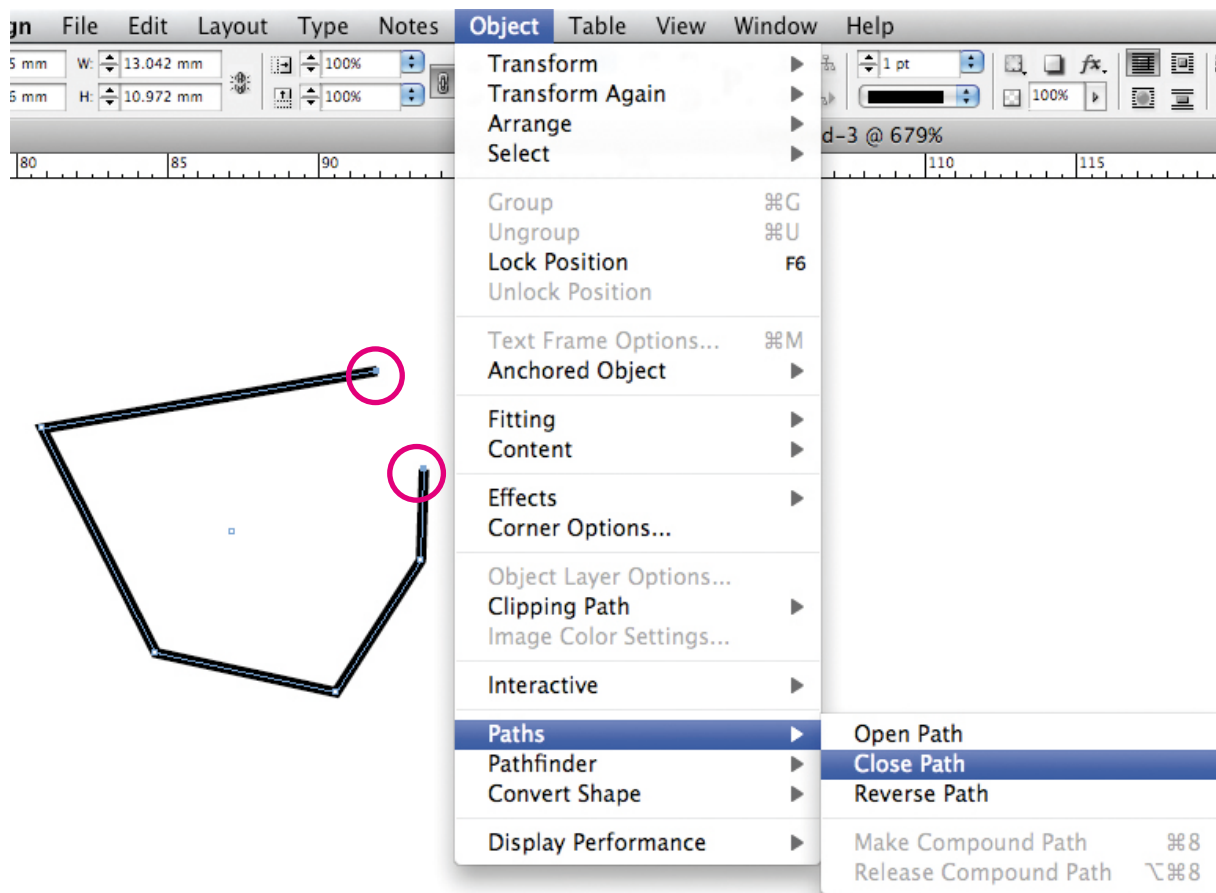 gn File Edit Layout Type Notes Object Table View Window Help
5 mm W: 13.042 mm 100% 1 pt
5 mm H: 10.972 mm 100% 100%
d-3 @ 679%
80 85 90 110 115
Transform
Transform Again
Arrange
Select
Group ⌘G
Ungroup ⌘U
Lock Position F6
Unlock Position
Text Frame Options... ⌘M
Anchored Object
Fitting
Content
Effects
Corner Options...
Object Layer Options...
Clipping Path
Image Color Settings...
Interactive
Paths
Pathfinder
Convert Shape
Display Performance
Open Path
Close Path
Reverse Path
Make Compound Path ⌘8
Release Compound Path ⌥⌘8